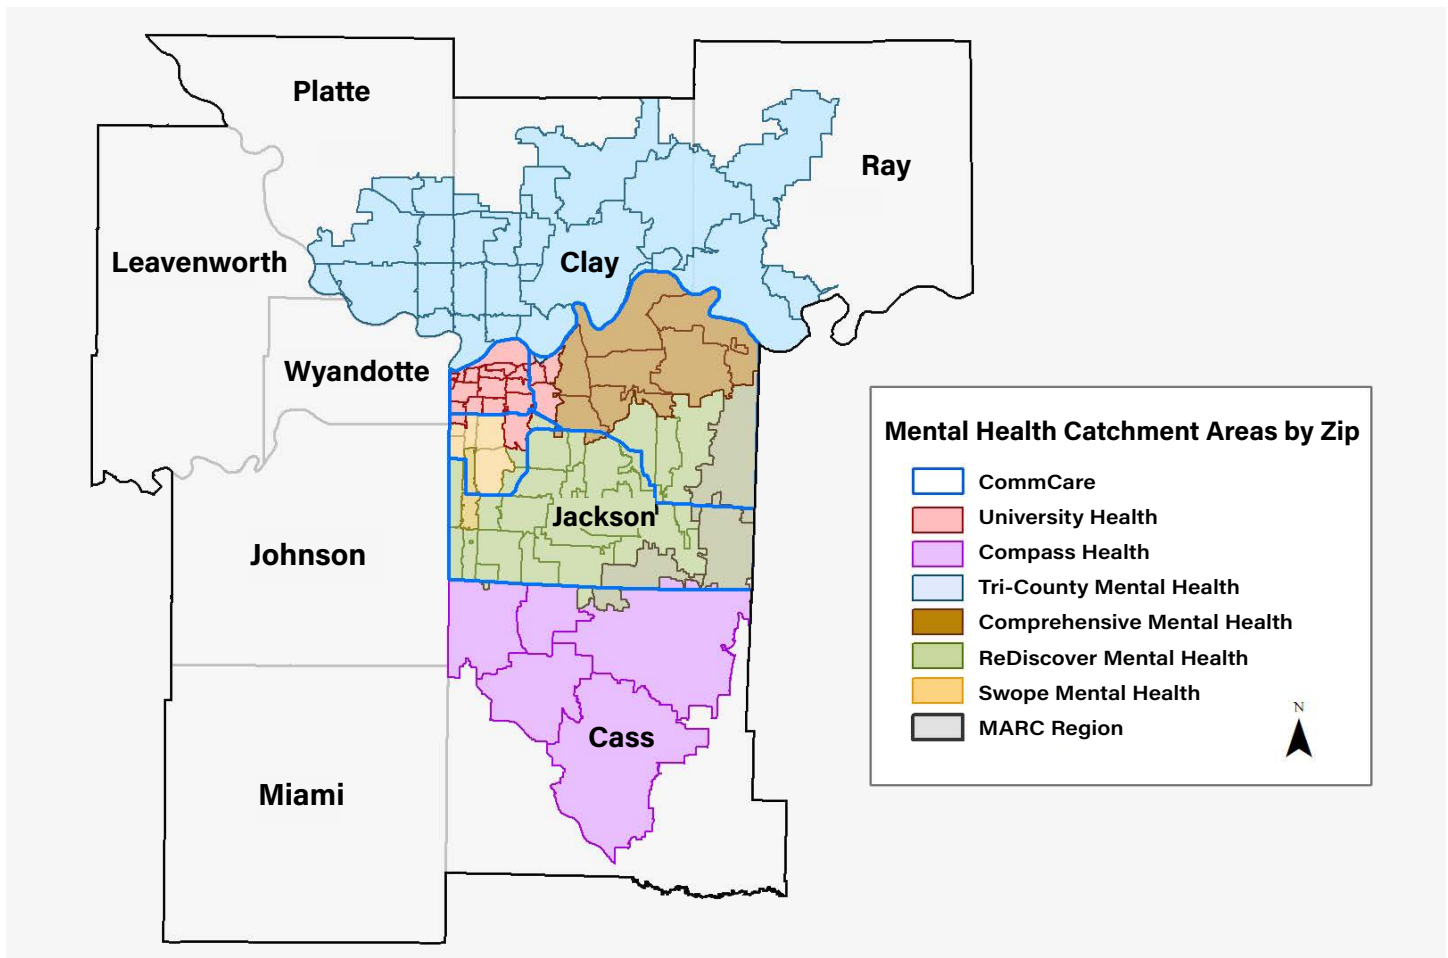 Platte
Ray
Leavenworth
Clay
Wyandotte
Mental Health Catchment Areas by Zip
CommCare
University Health
Compass Health
Tri-County Mental Health
Comprehensive Mental Health
ReDiscover Mental Health
Swope Mental Health
MARC Region
N
Jackson
Johnson
Cass
Miami